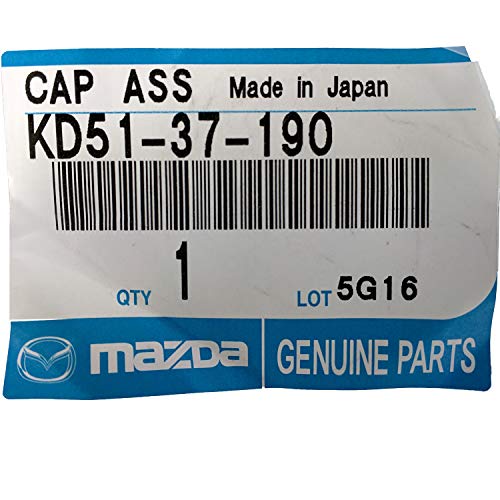 CAP ASS Made in Japan
KD51-37-190
QTY 1 LOT 5G16
mazda GENUINE PARTS